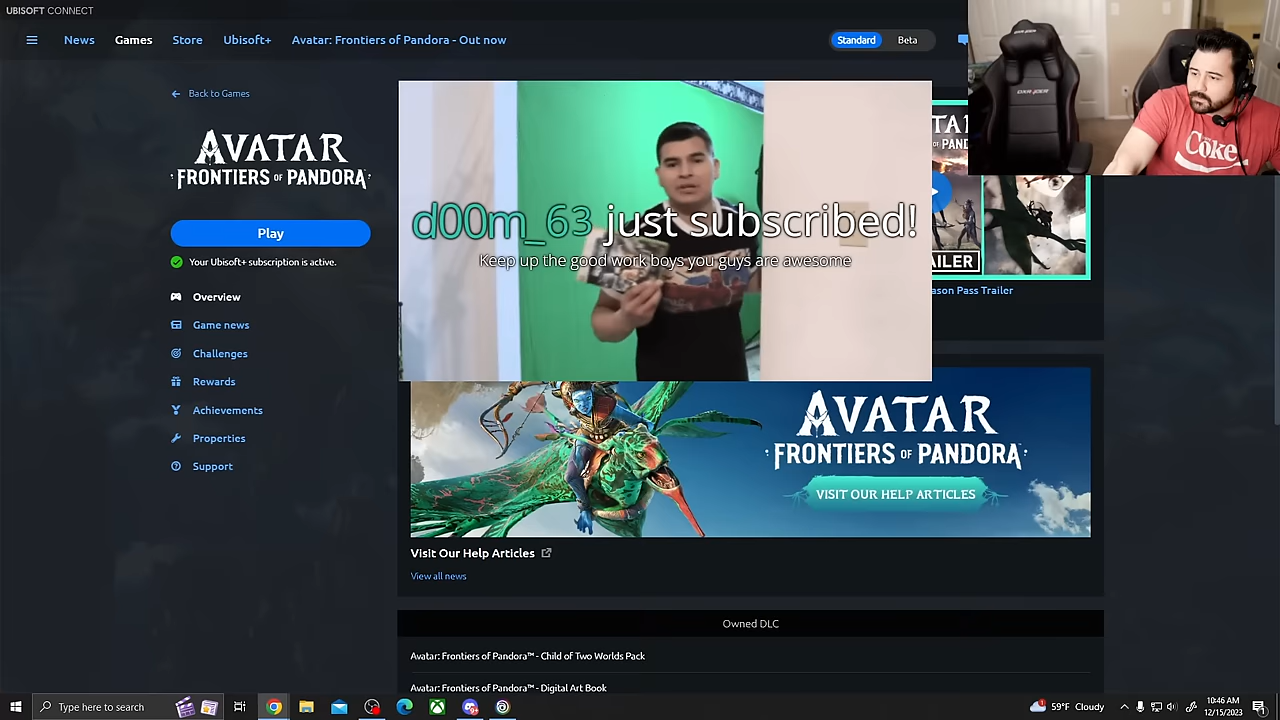 UBISOFT CONNECT
News
Games
Store
Ubisoft+
Avatar: Frontiers of Pandora - Out now
Standard
Beta
Back to Games
AVATAR
FRONTIERS OF PANDORA
Play
Your Ubisoft+ subscription is active.
Overview
Game news
Challenges
Rewards
Achievements
Properties
Support
d00m_63 just subscribed!
Keep up the good work boys you guys are awesome
ason Pass Trailer
Coke
AVATAR
FRONTIERS OF PANDORA
VISIT OUR HELP ARTICLES
Visit Our Help Articles
View all news
Owned DLC
Avatar: Frontiers of Pandora™ - Child of Two Worlds Pack
Avatar: Frontiers of Pandora™ - Digital Art Book
Type here to search
59°F Cloudy
10:46 AM
12/15/2023